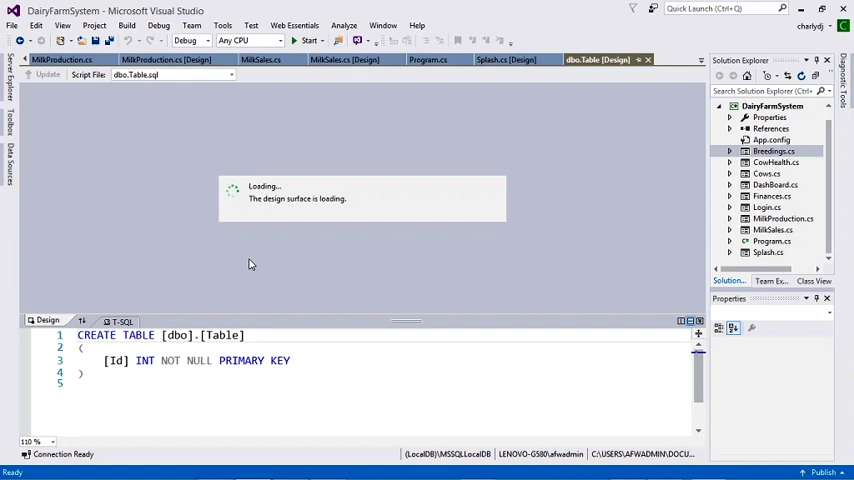 DairyFarmSystem - Microsoft Visual Studio
Quick Launch (Ctrl+Q)
File Edit View Project Build Debug Team Tools Test Web Essentials Analyze Window Help
charlydj C
Debug Any CPU Start
MilkProduction.cs MilkProduction.cs [Design] MilkSales.cs MilkSales.cs [Design] Program.cs Splash.cs [Design] dbo.Table [Design]
Update Script File: dbo.Table.sql
Server Explorer
Toolbox
Data Sources
Loading...
The design surface is loading.
Design T-SQL
1 CREATE TABLE [dbo].[Table]
2 (
3 [Id] INT NOT NULL PRIMARY KEY
4 )
5
110 %
Connection Ready (LocalDB)\MSSQLLocalDB LENOVO-G580\afwadmin C:\USERS\AFWADMIN\DOCU...
Ready
Publish
Solution Explorer
Search Solution Explorer (Ctrl+
DairyFarmSystem
Properties
References
App.config
Breedings.cs
CowHealth.cs
Cows.cs
DashBoard.cs
Finances.cs
Login.cs
MilkProduction.cs
MilkSales.cs
Program.cs
Splash.cs
Solution... Team Ex... Class View
Properties
Diagnostic Tools